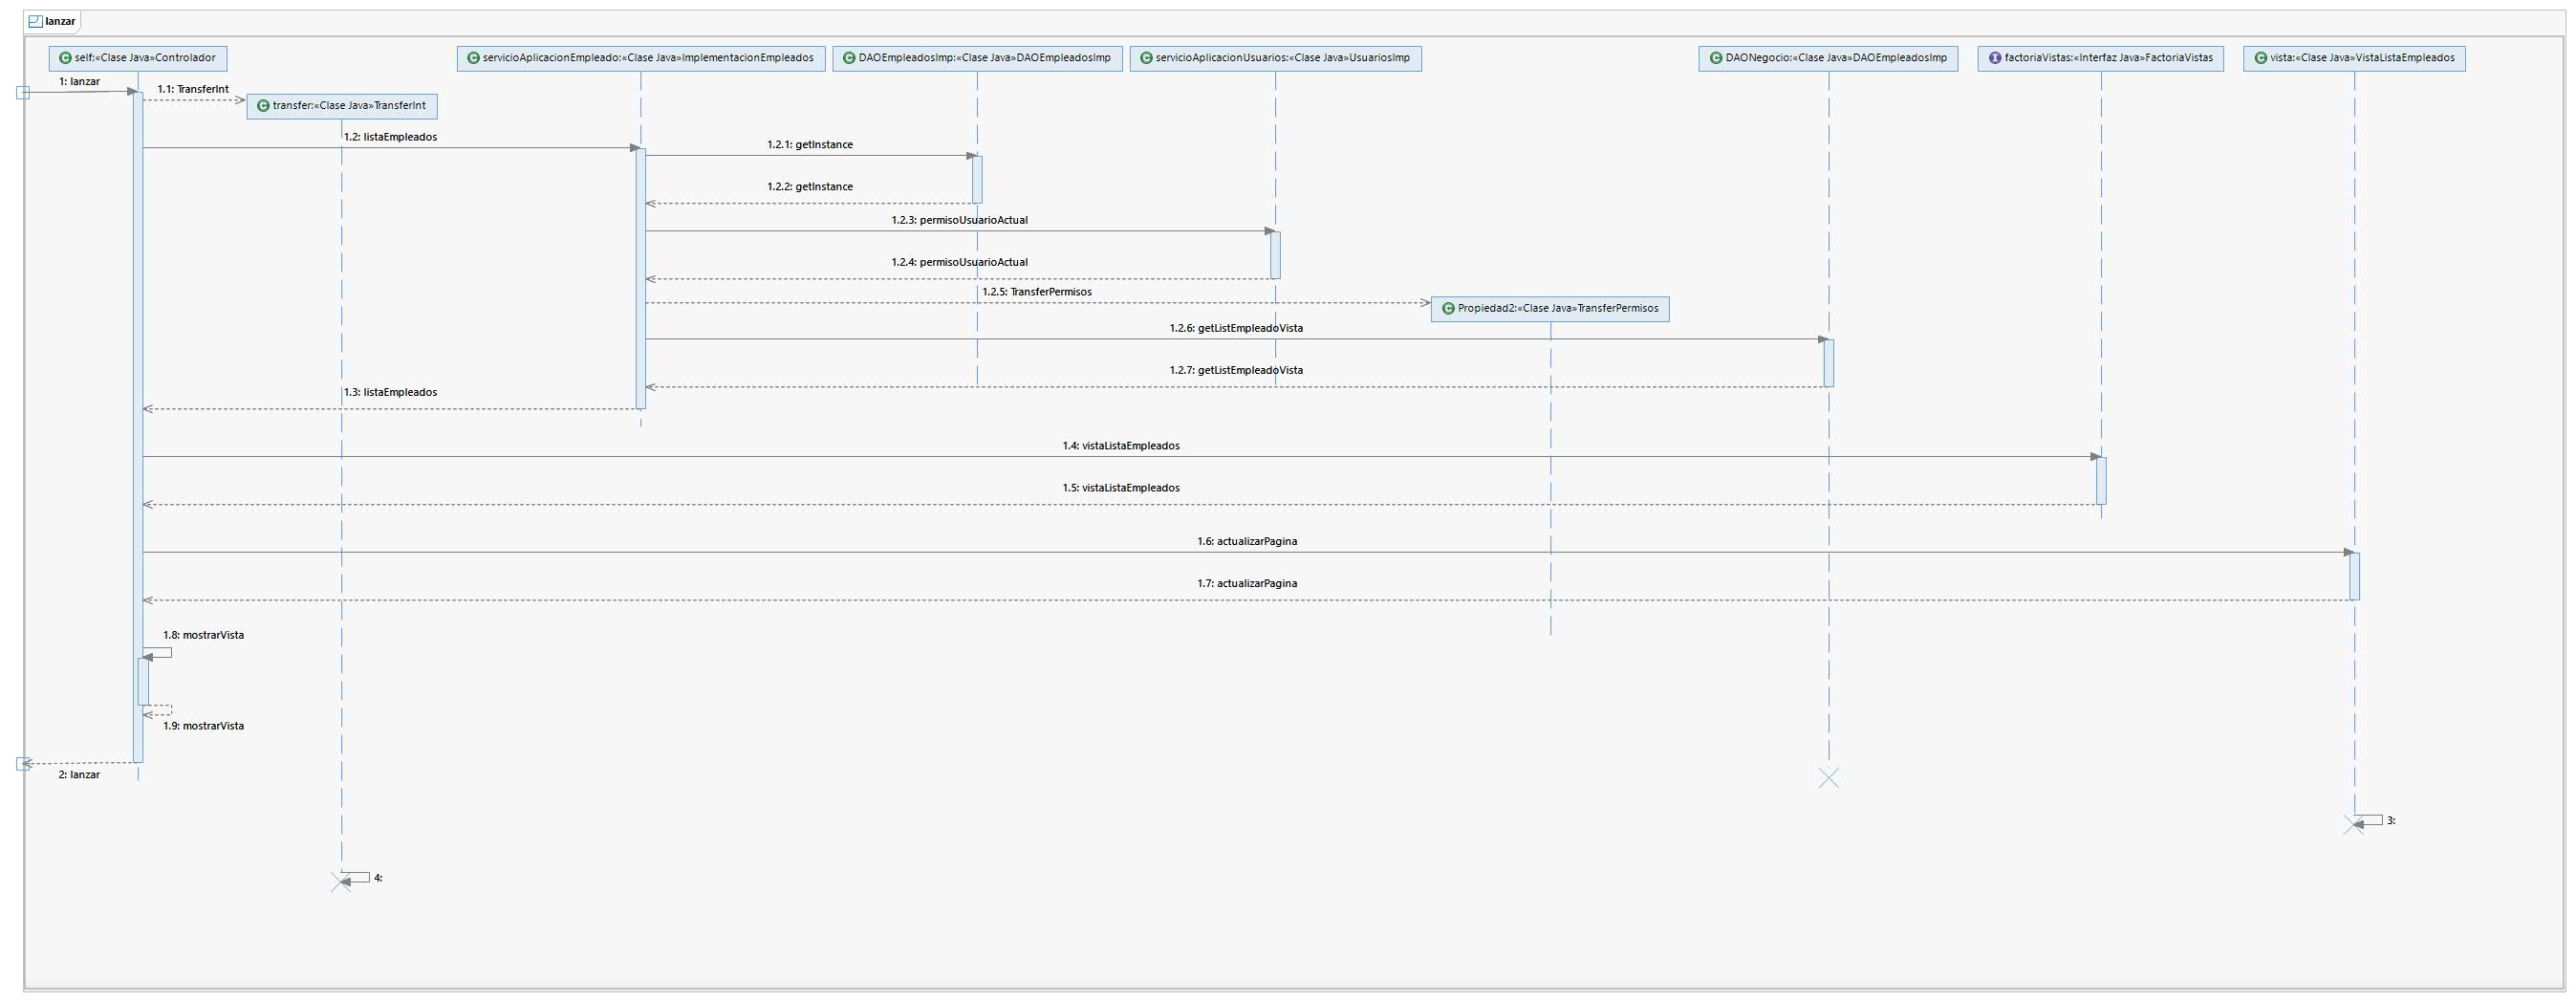 lanzar
self:«Clase Java»Controlador
servicioAplicacionEmpleado:«Clase Java»ImplementacionEmpleados
DAOEmpleadosImp:«Clase Java»DAOEmpleadosImp
servicioAplicacionUsuarios:«Clase Java»UsuariosImp
DAONegocio:«Clase Java»DAOEmpleadosImp
factoriaVistas:«Interfaz Java»FactoriaVistas
vista:«Clase Java»VistaListaEmpleados
1: lanzar
1.1: TransferInt
transfer:«Clase Java»TransferInt
1.2: listaEmpleados
1.2.1: getInstance
1.2.2: getInstance
1.2.3: permisoUsuarioActual
1.2.4: permisoUsuarioActual
1.2.5: TransferPermisos
Propiedad2:«Clase Java»TransferPermisos
1.2.6: getListEmpleadoVista
1.2.7: getListEmpleadoVista
1.3: listaEmpleados
1.4: vistaListaEmpleados
1.5: vistaListaEmpleados
1.6: actualizarPagina
1.7: actualizarPagina
1.8: mostrarVista
1.9: mostrarVista
2: lanzar
3:
4: